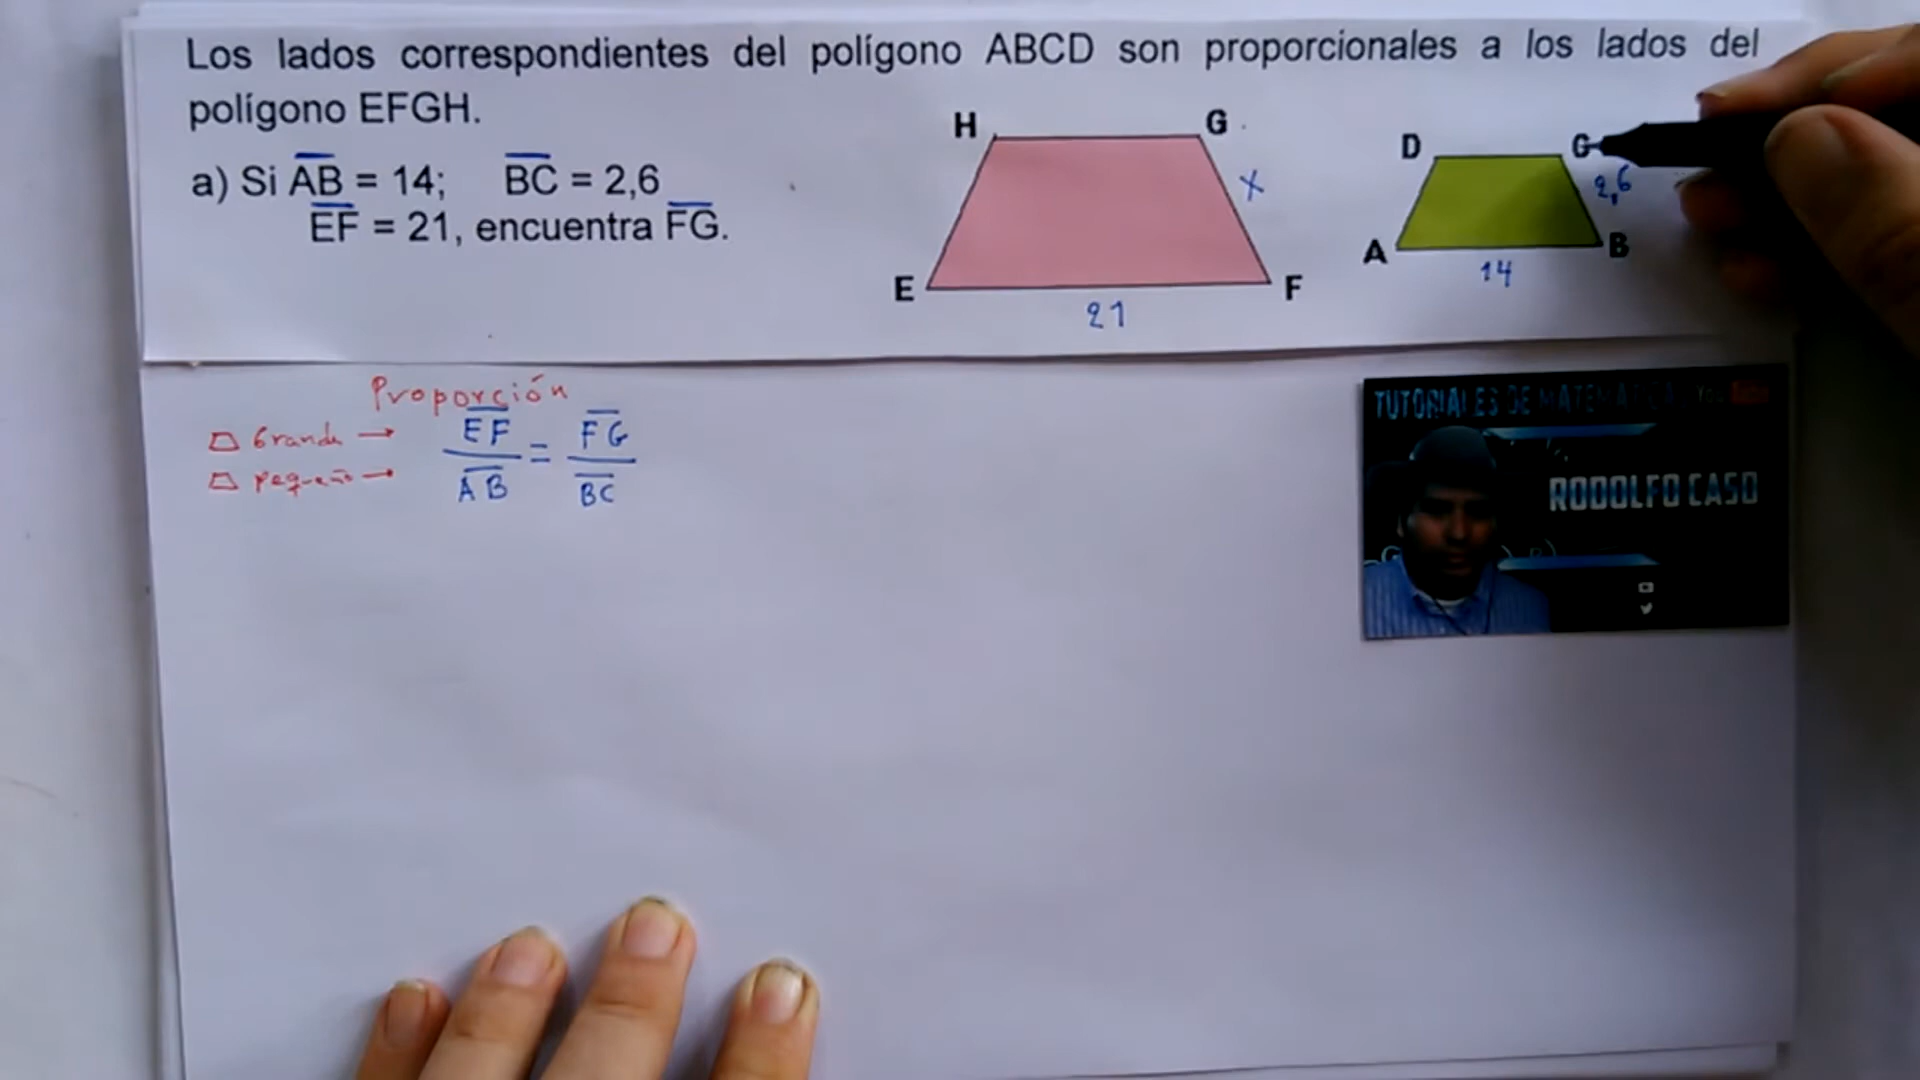 Los lados correspondientes del polígono ABCD son proporcionales a los lados del
polígono EFGH.
a) Si AB = 14; BC = 2,6
EF = 21, encuentra FG.
H G
x
E F
21
D
2,6
A B
14
Proporción
Grande →
pequeño →
EF = FG
AB BC
TUTORIALES DE MATEMATICA You
RODOLFO CASO